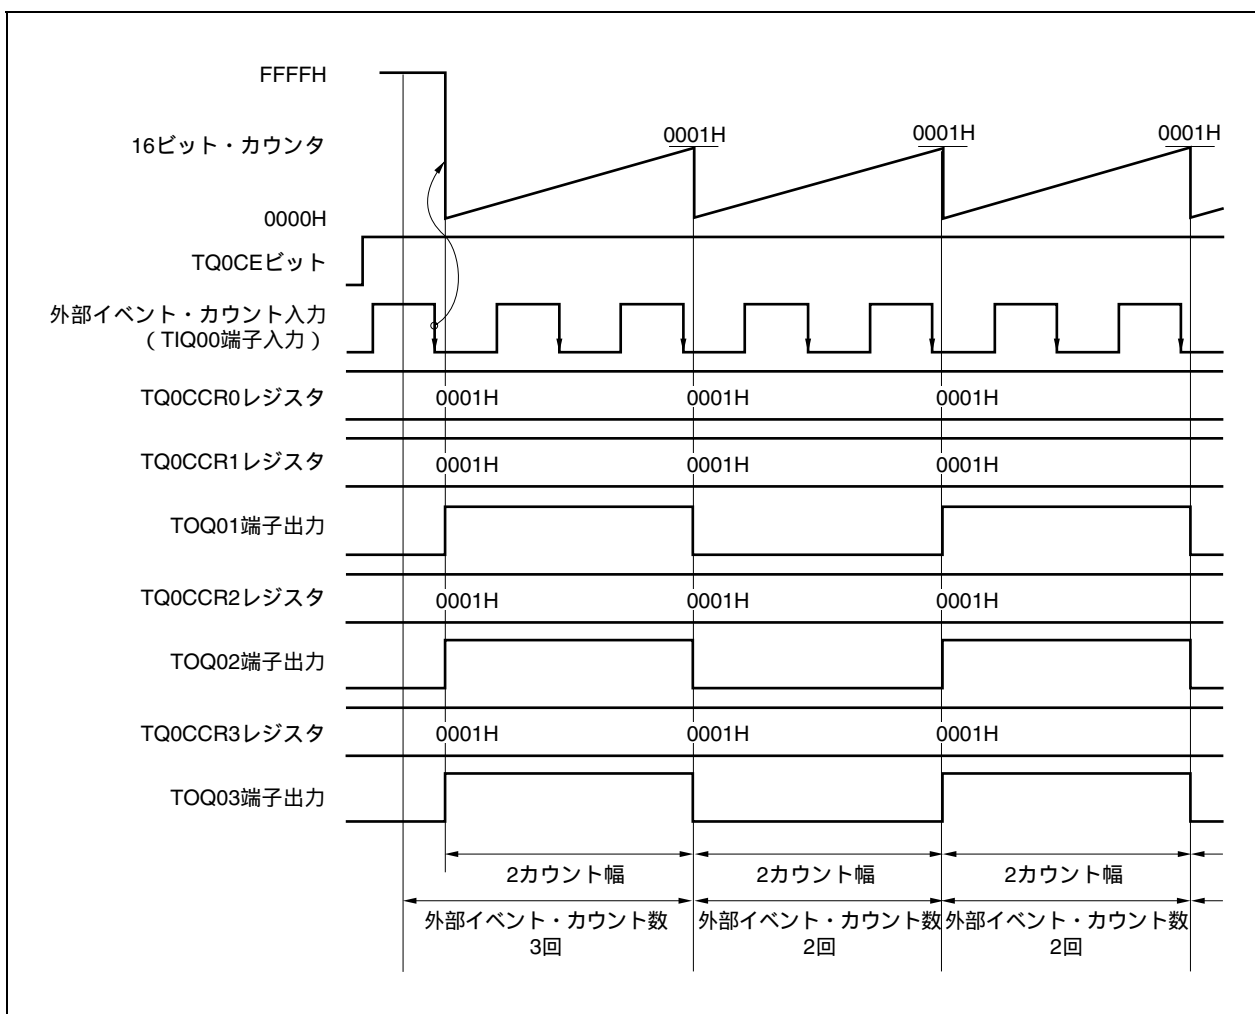 FFFFH
16ビット・カウンタ
0001H 0001H 0001H
0000H
TQ0CEビット
外部イベント・カウント入力
（TIQ00端子入力）
TQ0CCR0レジスタ 0001H 0001H 0001H
TQ0CCR1レジスタ 0001H 0001H 0001H
TOQ01端子出力
TQ0CCR2レジスタ 0001H 0001H 0001H
TOQ02端子出力
TQ0CCR3レジスタ 0001H 0001H 0001H
TOQ03端子出力
2カウント幅 2カウント幅 2カウント幅
外部イベント・カウント数 外部イベント・カウント数 外部イベント・カウント数
3回 2回 2回